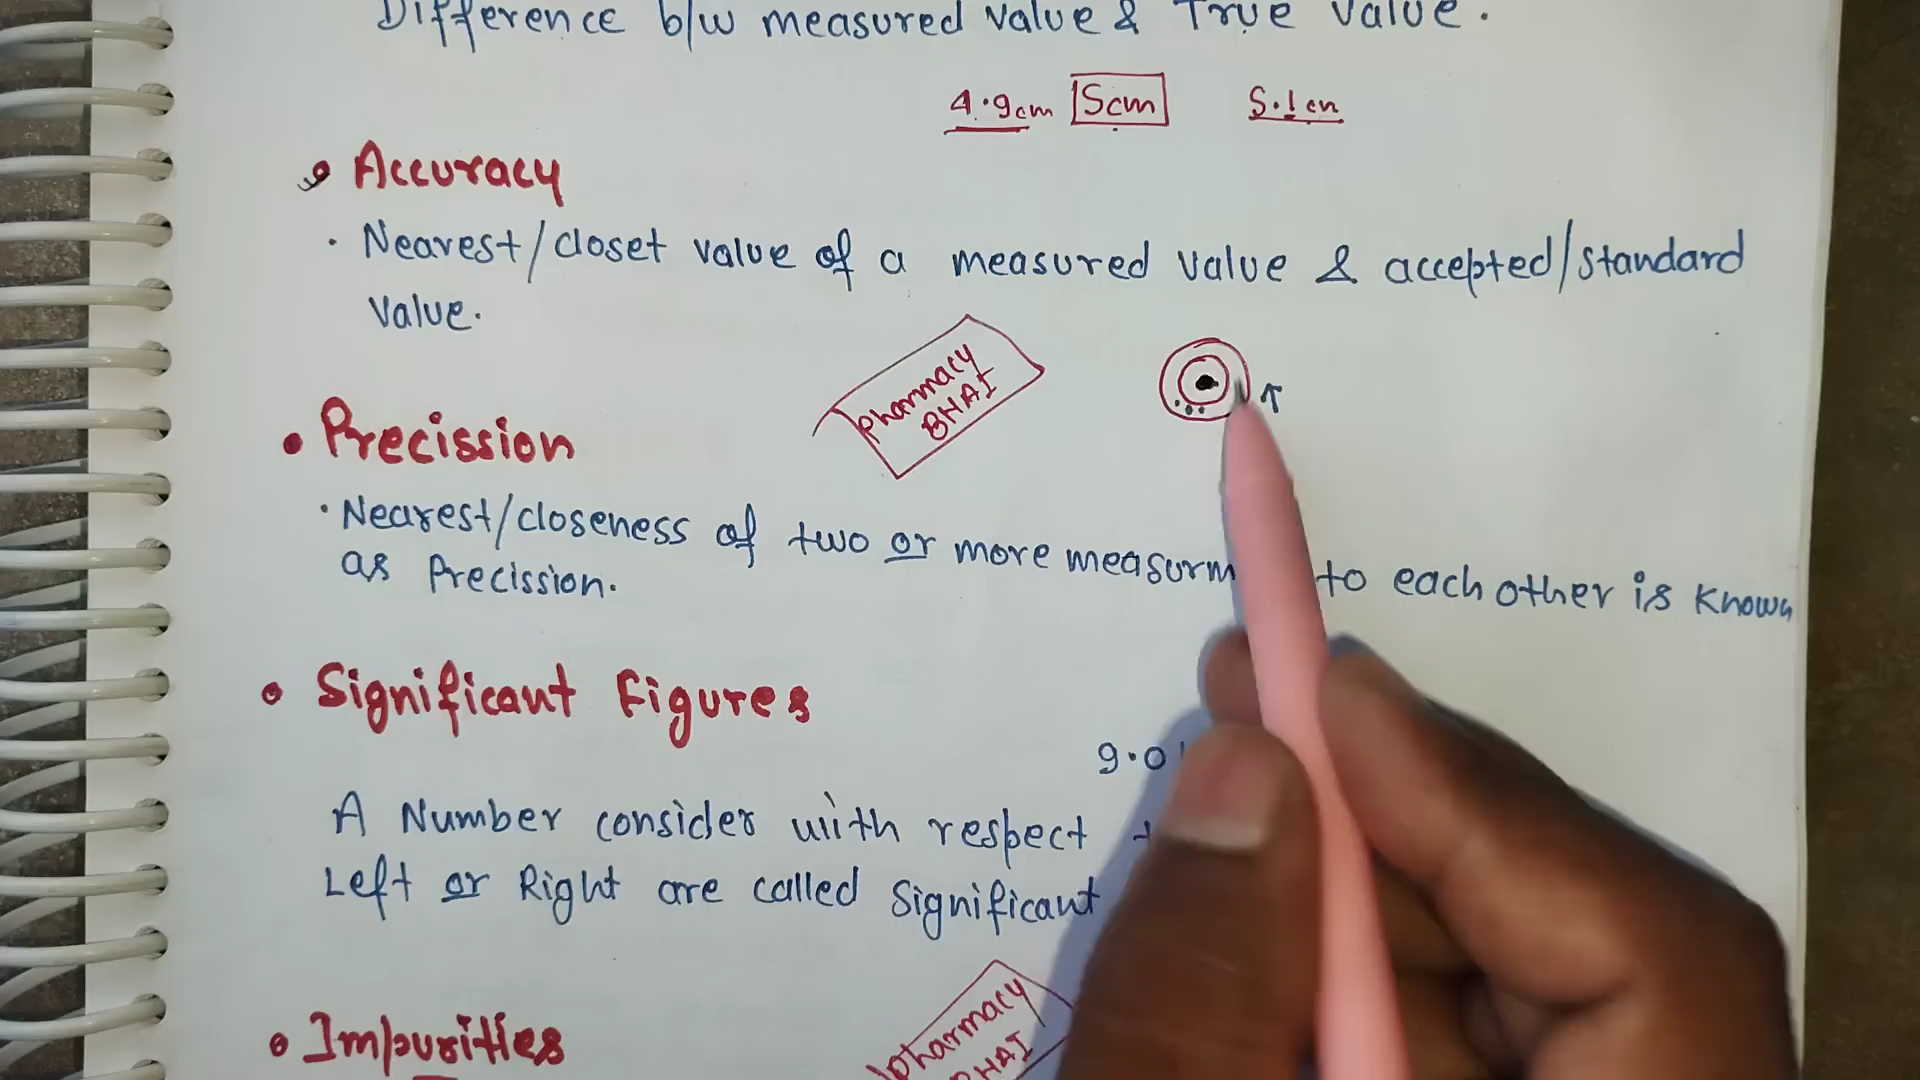 Difference b/w measured value & True value.
4.9cm 5cm 5.1cm
Accuracy
Nearest/closet value of a measured value & accepted/standard
value.
pharmacy
BHAI
Precission
Nearest/closeness of two or more measurm to each other is known
as Precission.
Significant Figures
9.0
A Number consider with respect
Left or Right are called Significant
Impurities
pharmacy
BHAI